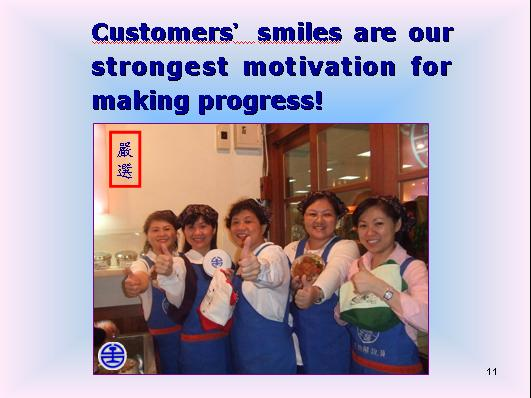 Customers’ smiles are our
strongest motivation for
making progress!
嚴
選
11